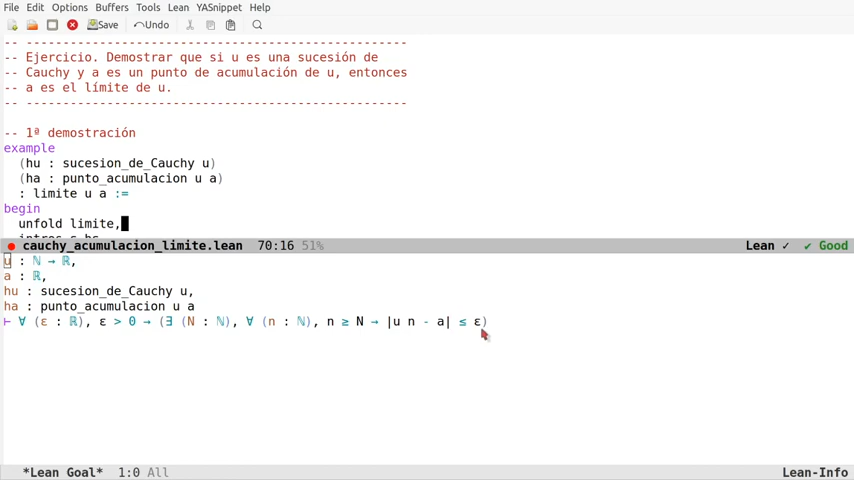 File Edit Options Buffers Tools Lean YASnippet Help
Save Undo
-- ----------------------------------------------------
-- Ejercicio. Demostrar que si u es una sucesión de
-- Cauchy y a es un punto de acumulación de u, entonces
-- a es el límite de u.
-- ----------------------------------------------------
-- 1ª demostración
example
(hu : sucesion_de_Cauchy u)
(ha : punto_acumulacion u a)
: limite u a :=
begin
unfold limite,
cauchy_acumulacion_limite.lean 70:16 51% Lean ✓ ✔ Good
u : ℕ → ℝ,
a : ℝ,
hu : sucesion_de_Cauchy u,
ha : punto_acumulacion u a
⊢ ∀ (ε : ℝ), ε > 0 → (∃ (N : ℕ), ∀ (n : ℕ), n ≥ N → |u n - a| ≤ ε)
*Lean Goal* 1:0 All Lean-Info